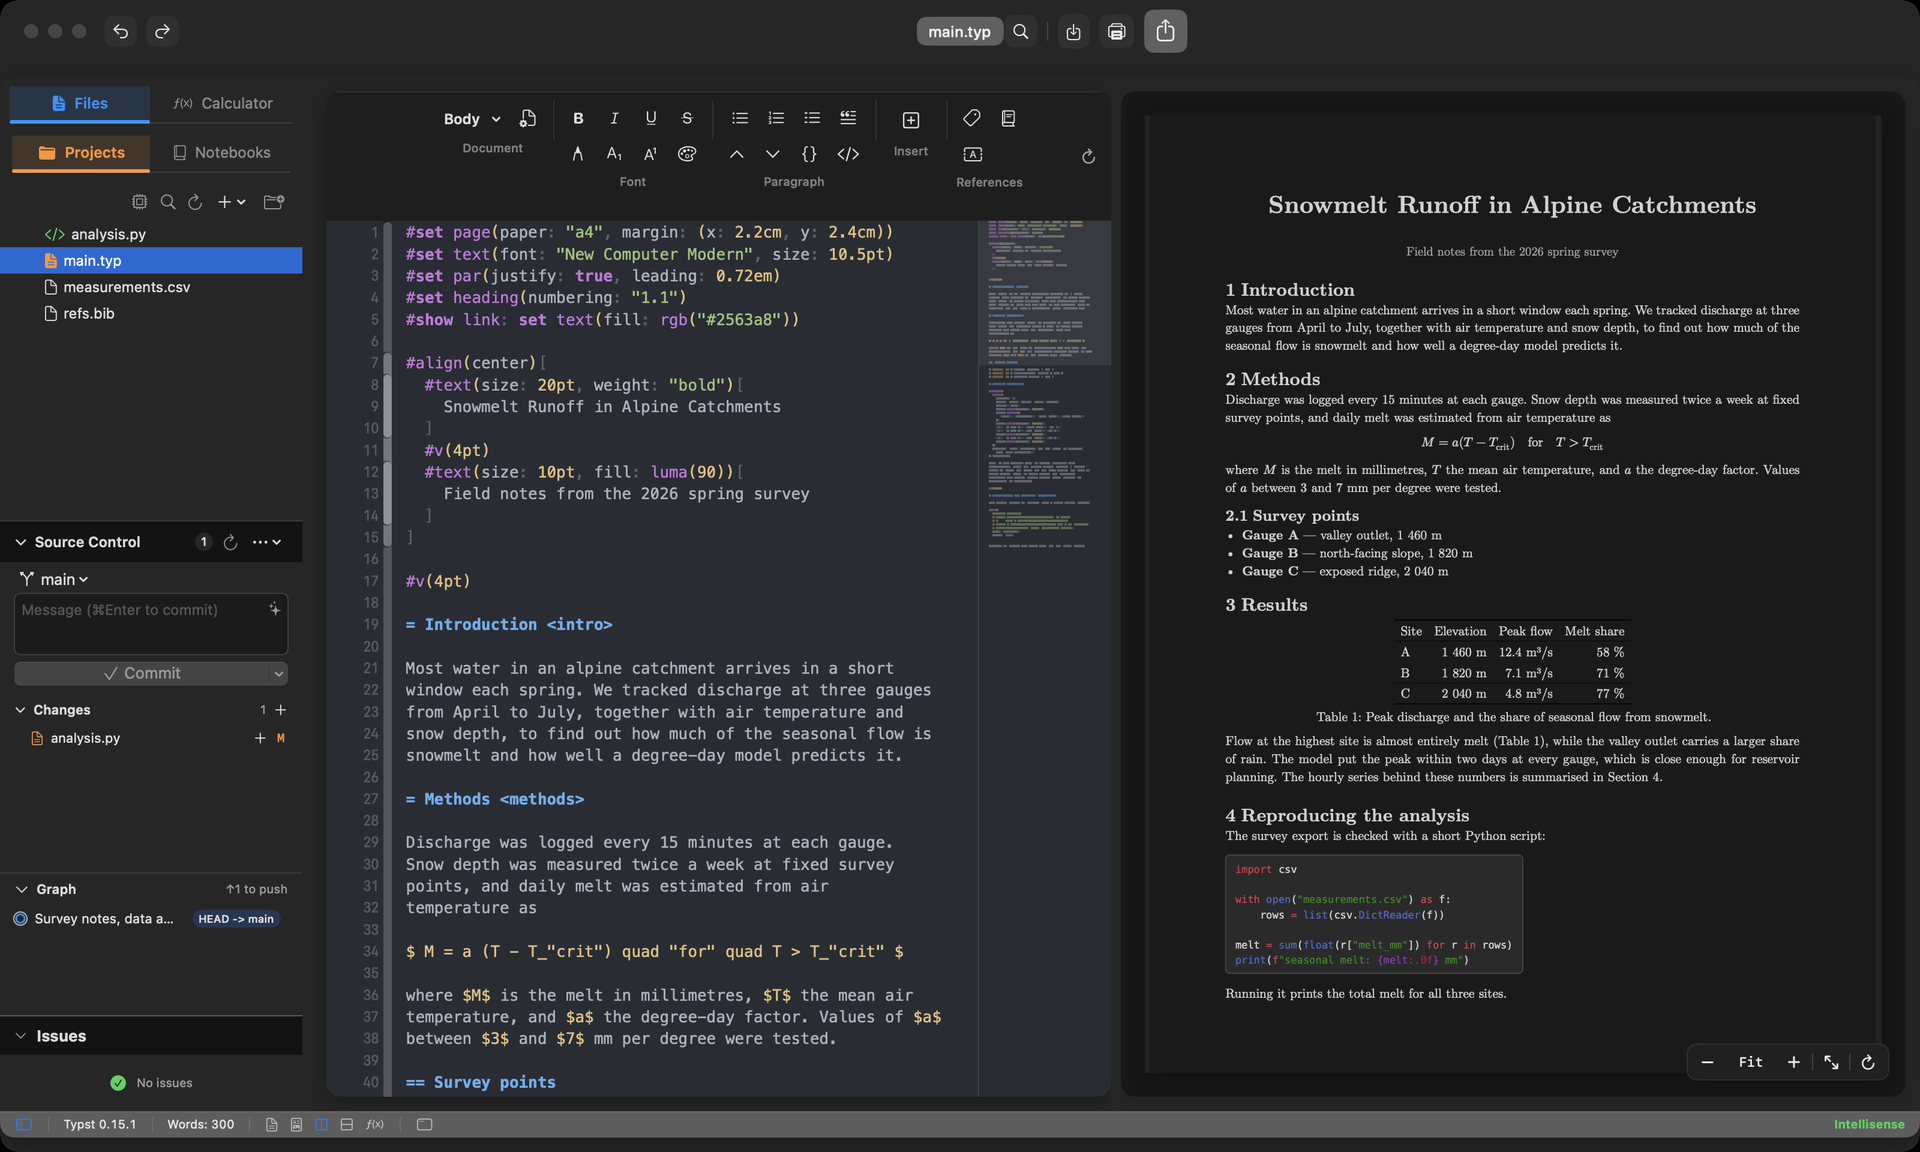 main.typ
Files
f(x) Calculator
Projects
Notebooks
analysis.py
main.typ
measurements.csv
refs.bib
Source Control
1
main
Message (⌘Enter to commit)
Commit
Changes
1
analysis.py
M
Graph
↑1 to push
Survey notes, data a...
HEAD -> main
Issues
No issues
Body
Document
B I U S
Font
Paragraph
Insert
References
1 #set page(paper: "a4", margin: (x: 2.2cm, y: 2.4cm))
2 #set text(font: "New Computer Modern", size: 10.5pt)
3 #set par(justify: true, leading: 0.72em)
4 #set heading(numbering: "1.1")
5 #show link: set text(fill: rgb("#2563a8"))
6
7 #align(center)[
8 #text(size: 20pt, weight: "bold")[
9 Snowmelt Runoff in Alpine Catchments
10 ]
11 #v(4pt)
12 #text(size: 10pt, fill: luma(90))[
13 Field notes from the 2026 spring survey
14 ]
15 ]
16
17 #v(4pt)
18
19 = Introduction <intro>
20
21 Most water in an alpine catchment arrives in a short
22 window each spring. We tracked discharge at three gauges
23 from April to July, together with air temperature and
24 snow depth, to find out how much of the seasonal flow is
25 snowmelt and how well a degree-day model predicts it.
26
27 = Methods <methods>
28
29 Discharge was logged every 15 minutes at each gauge.
30 Snow depth was measured twice a week at fixed survey
31 points, and daily melt was estimated from air
32 temperature as
33
34 $ M = a (T - T_"crit") quad "for" quad T > T_"crit" $
35
36 where $M$ is the melt in millimetres, $T$ the mean air
37 temperature, and $a$ the degree-day factor. Values of $a$
38 between $3$ and $7$ mm per degree were tested.
39
40 == Survey points
Snowmelt Runoff in Alpine Catchments
Field notes from the 2026 spring survey
1 Introduction
Most water in an alpine catchment arrives in a short window each spring. We tracked discharge at three
gauges from April to July, together with air temperature and snow depth, to find out how much of the
seasonal flow is snowmelt and how well a degree-day model predicts it.
2 Methods
Discharge was logged every 15 minutes at each gauge. Snow depth was measured twice a week at fixed
survey points, and daily melt was estimated from air temperature as
M = a(T − Tcrit) for T > Tcrit
where M is the melt in millimetres, T the mean air temperature, and a the degree-day factor. Values
of a between 3 and 7 mm per degree were tested.
2.1 Survey points
• Gauge A — valley outlet, 1 460 m
• Gauge B — north-facing slope, 1 820 m
• Gauge C — exposed ridge, 2 040 m
3 Results
Site Elevation Peak flow Melt share
A 1 460 m 12.4 m³/s 58 %
B 1 820 m 7.1 m³/s 71 %
C 2 040 m 4.8 m³/s 77 %
Table 1: Peak discharge and the share of seasonal flow from snowmelt.
Flow at the highest site is almost entirely melt (Table 1), while the valley outlet carries a larger share
of rain. The model put the peak within two days at every gauge, which is close enough for reservoir
planning. The hourly series behind these numbers is summarised in Section 4.
4 Reproducing the analysis
The survey export is checked with a short Python script:
import csv
with open("measurements.csv") as f:
rows = list(csv.DictReader(f))
melt = sum(float(r["melt_mm"]) for r in rows)
print(f"seasonal melt: {melt:.0f} mm")
Running it prints the total melt for all three sites.
Fit
Typst 0.15.1
Words: 300
f(x)
Intellisense